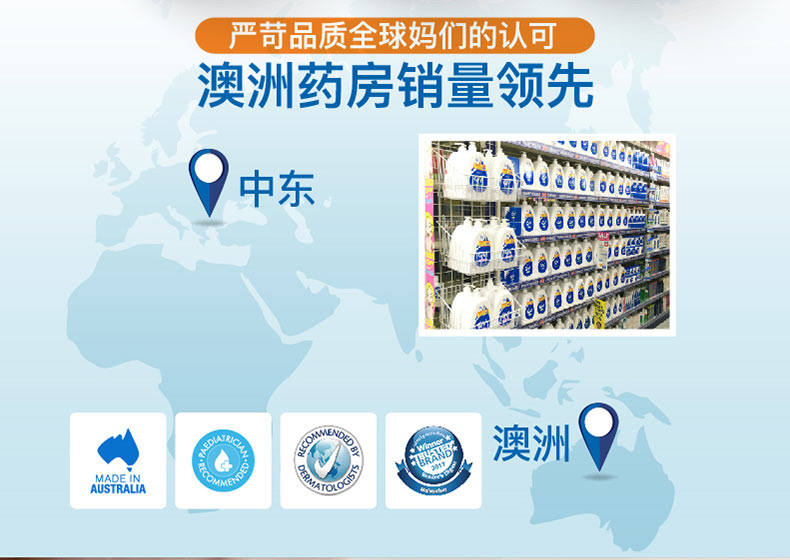 严苛品质全球妈们的认可
澳洲药房销量领先
中东
澳洲
MADE IN
AUSTRALIA
PAEDIATRICIAN
RECOMMENDED
RECOMMENDED BY
DERMATOLOGISTS
Winner
BRAND
2017